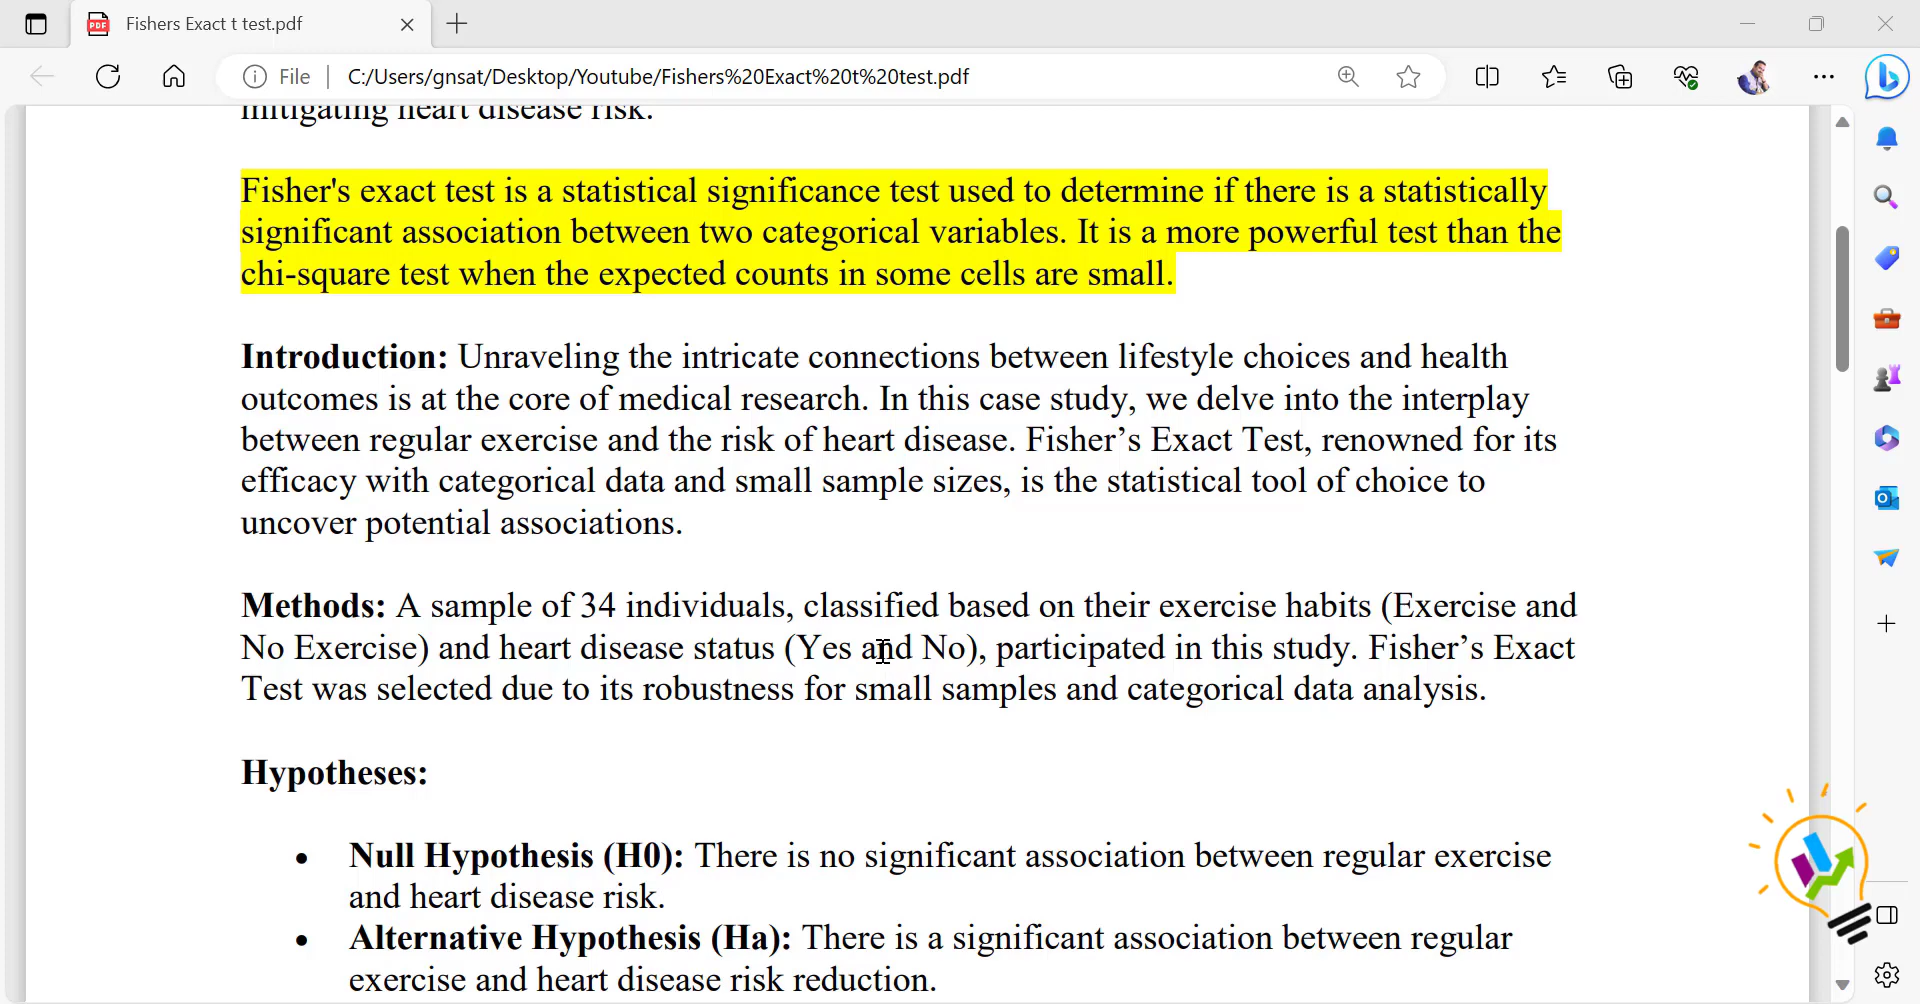 Fishers Exact t test.pdf
File | C:/Users/gnsat/Desktop/Youtube/Fishers%20Exact%20t%20test.pdf
mitigating heart disease risk.
Fisher's exact test is a statistical significance test used to determine if there is a statistically
significant association between two categorical variables. It is a more powerful test than the
chi-square test when the expected counts in some cells are small.
Introduction: Unraveling the intricate connections between lifestyle choices and health
outcomes is at the core of medical research. In this case study, we delve into the interplay
between regular exercise and the risk of heart disease. Fisher’s Exact Test, renowned for its
efficacy with categorical data and small sample sizes, is the statistical tool of choice to
uncover potential associations.
Methods: A sample of 34 individuals, classified based on their exercise habits (Exercise and
No Exercise) and heart disease status (Yes and No), participated in this study. Fisher’s Exact
Test was selected due to its robustness for small samples and categorical data analysis.
Hypotheses:
• Null Hypothesis (H0): There is no significant association between regular exercise
and heart disease risk.
• Alternative Hypothesis (Ha): There is a significant association between regular
exercise and heart disease risk reduction.